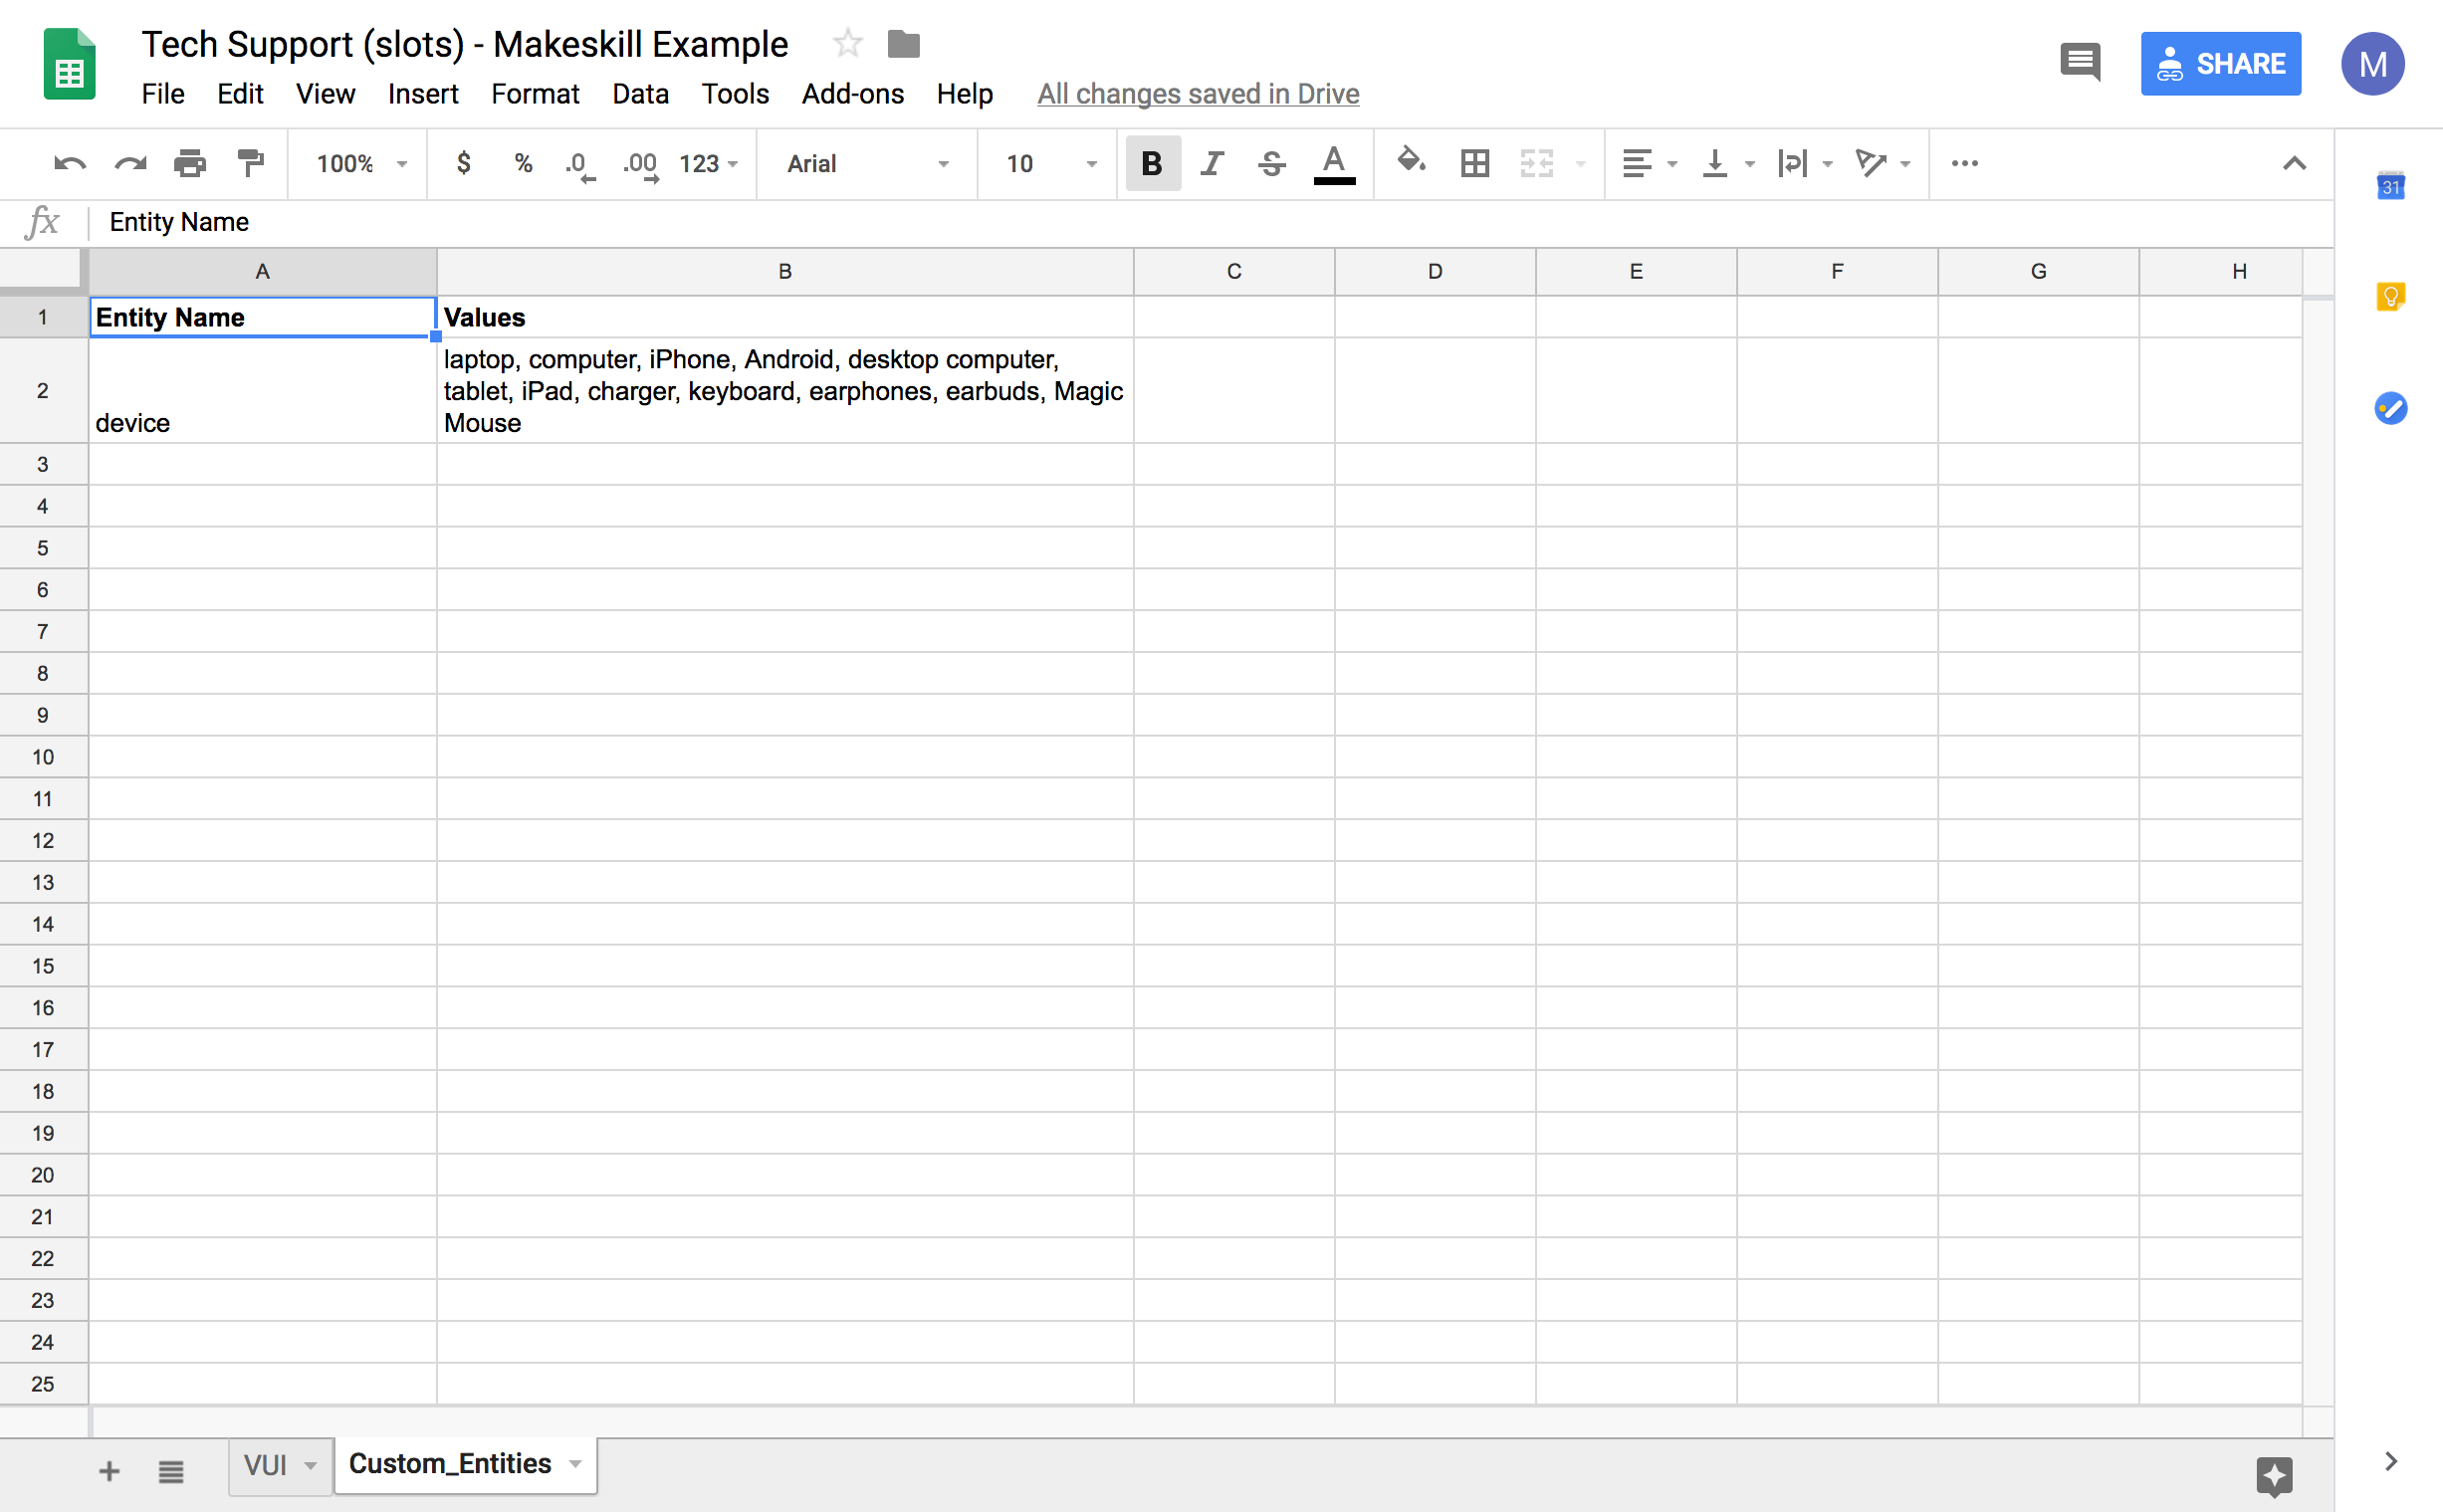 Tech Support (slots) - Makeskill Example
File Edit View Insert Format Data Tools Add-ons Help All changes saved in Drive
SHARE
M
100% $ % .0 .00 123 Arial 10 B I S A
31
fx Entity Name
A B C D E F G H
1 Entity Name Values
2 device laptop, computer, iPhone, Android, desktop computer,
tablet, iPad, charger, keyboard, earphones, earbuds, Magic
Mouse
3
4
5
6
7
8
9
10
11
12
13
14
15
16
17
18
19
20
21
22
23
24
25
VUI Custom_Entities